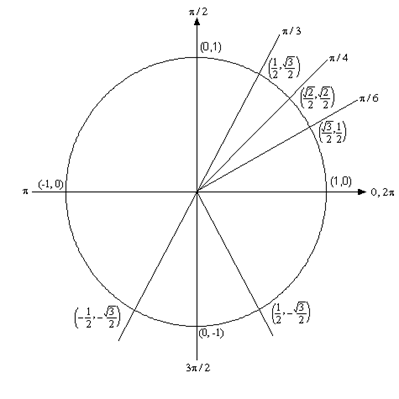 π/2
(0,1)
π/3
(1/2, √3/2)
π/4
(√2/2, √2/2)
π/6
(√3/2, 1/2)
π
(-1, 0)
(1,0)
0, 2π
(-1/2, -√3/2)
(0, -1)
(1/2, -√3/2)
3π/2